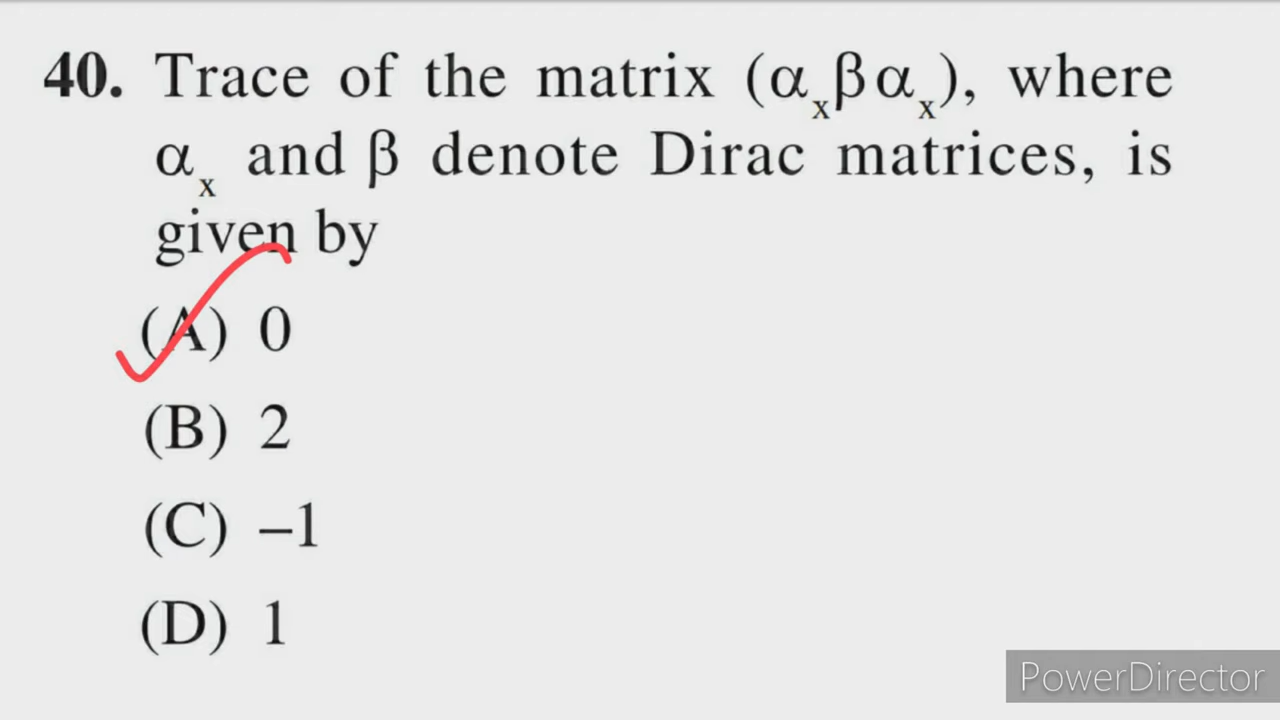 40. Trace of the matrix (αₓβαₓ), where
αₓ and β denote Dirac matrices, is
given by
(A) 0
(B) 2
(C) –1
(D) 1
PowerDirector